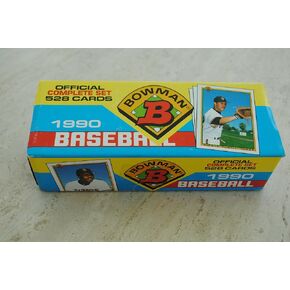 OFFICIAL
COMPLETE SET
528 CARDS
BOWMAN
B
1990
BASEBALL
BOWMAN
B
OFFICIAL
COMPLETE SET
528 CARDS
1990
BASEBALL